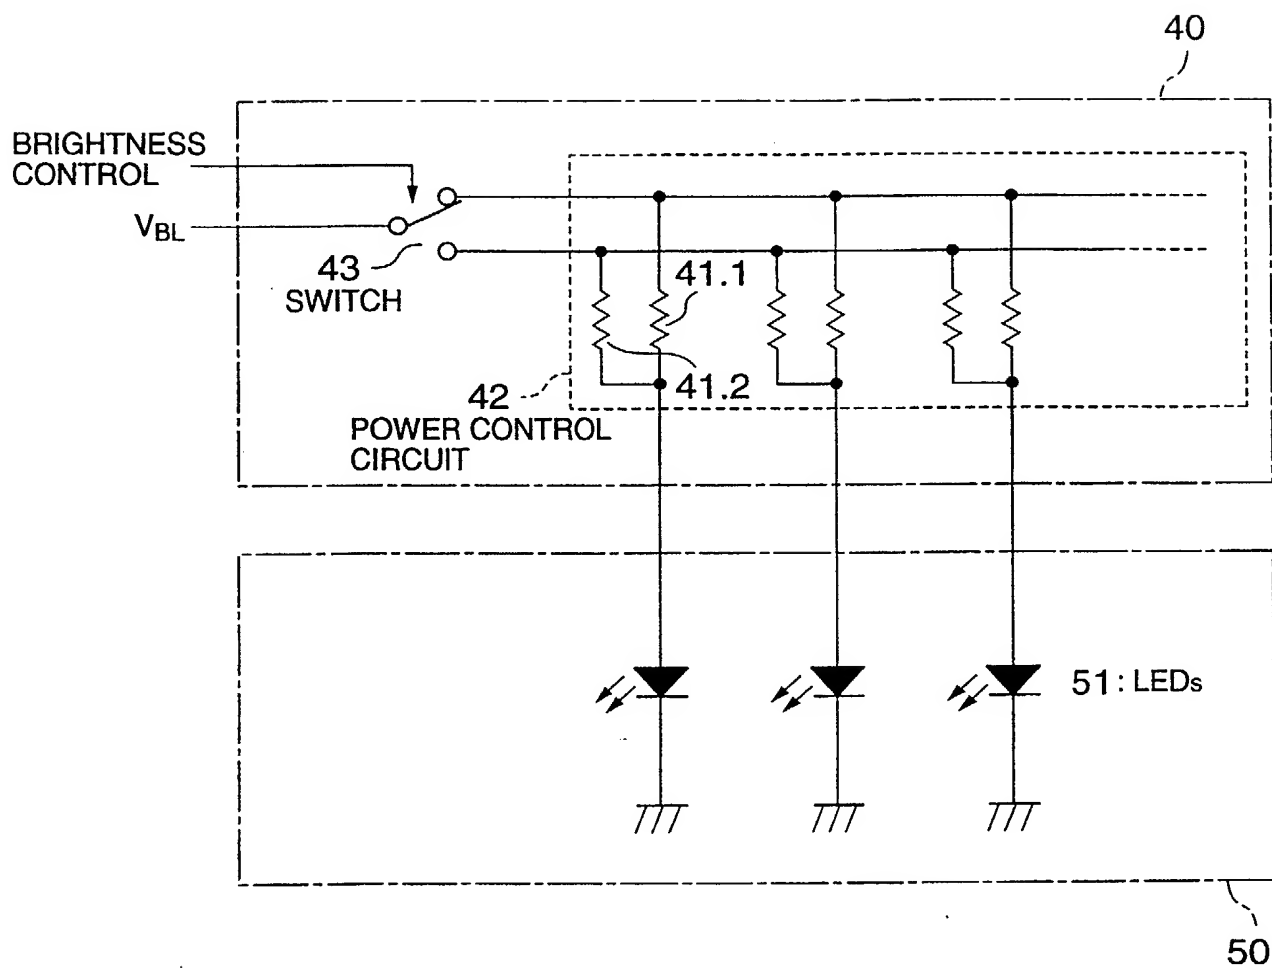 40
BRIGHTNESS
CONTROL
VBL
43
SWITCH
41.1
41.2
42
POWER CONTROL
CIRCUIT
51: LEDs
50